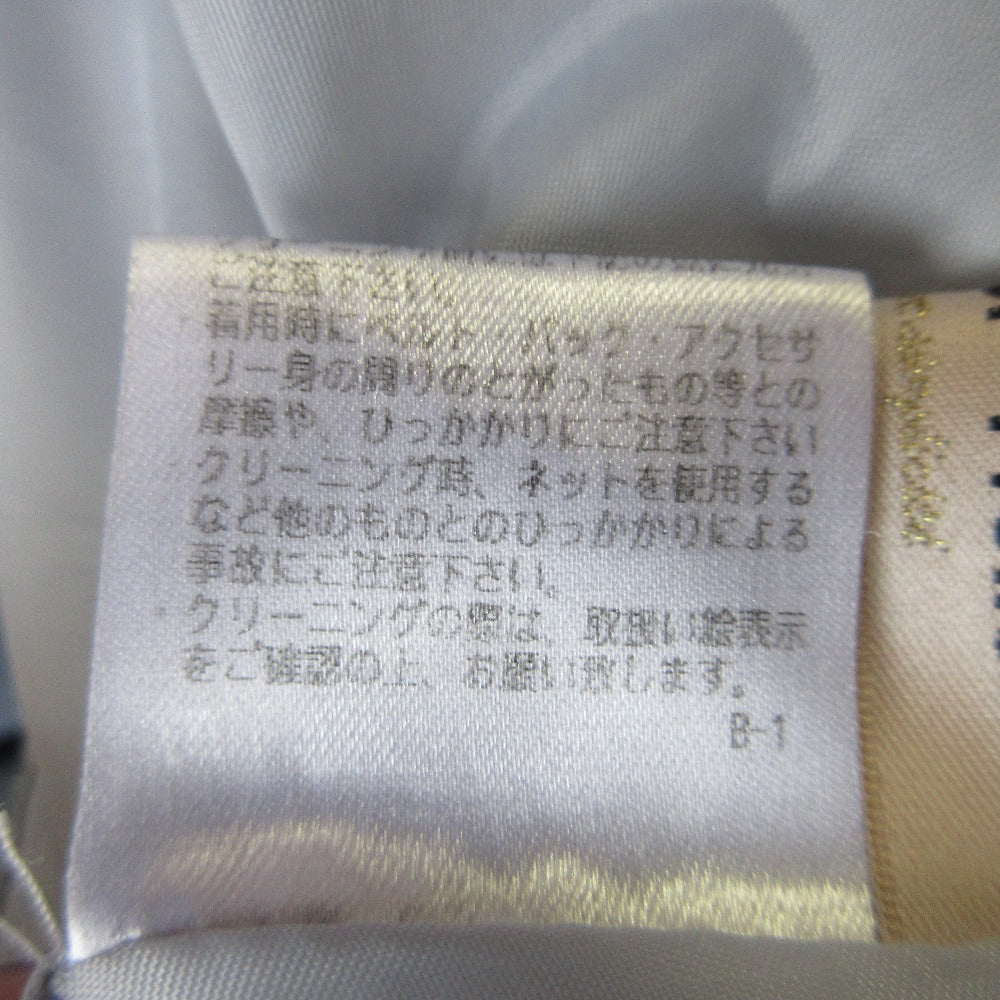 ご注意下さい。
着用時にベルト・バック・アクセサ
リー身の周りのとがったもの等との
摩擦や、ひっかかりにご注意下さい
クリーニング時、ネットを使用する
など他のものとのひっかかりによる
事故にご注意下さい。
クリーニングの際は、取扱い絵表示
をご確認の上、お願い致します。
B-1